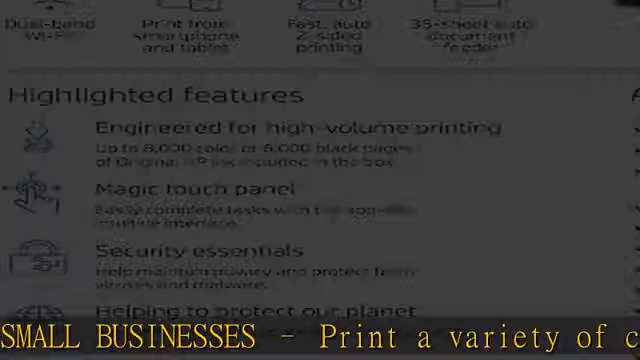 Dual-band Print from Fast, auto 35-sheet auto
Wi-Fi smartphone 2-sided document
and tablet printing feeder
Highlighted features
Engineered for high-volume printing
Up to 8,000 color or 6,000 black pages
of Original HP ink included in the box
Magic touch panel
Easily complete tasks with the app-like
intuitive interface.
Security essentials
Help maintain privacy and protect from
viruses and malware.
Helping to protect our planet
SMALL BUSINESSES - Print a variety of c